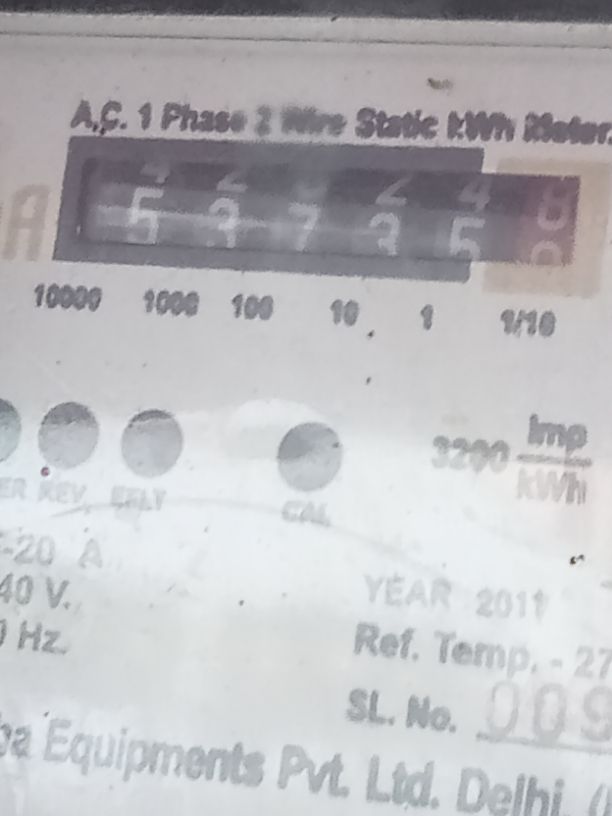 A.C. 1 Phase 2 Wire Static kWh Meter.
5 3 7 3 5
10000 1000 100 10 1 1/10
3200 Imp
kWh
REV EFLT CAL
-20 A
40 V. YEAR 2011
Hz. Ref. Temp. - 27
SL. No. 009
Equipments Pvt. Ltd. Delhi.